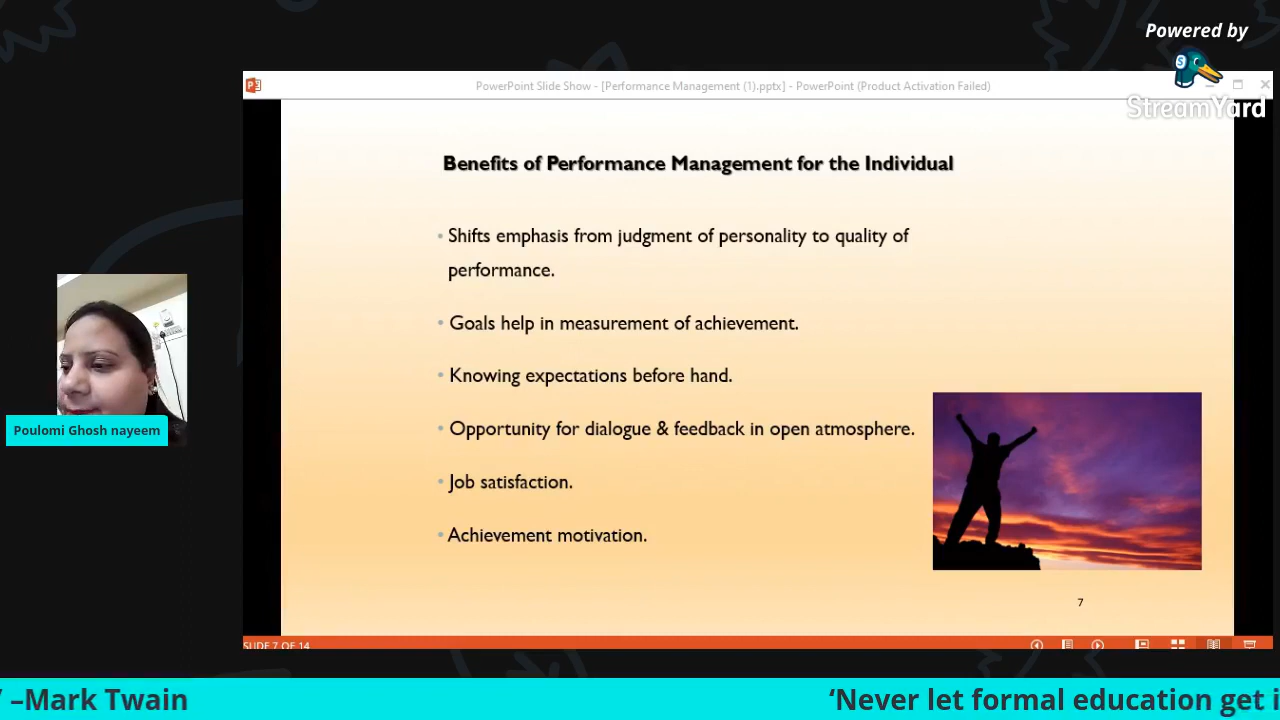 Powered by
StreamYard
PowerPoint Slide Show - [Performance Management (1).pptx] - PowerPoint (Product Activation Failed)
Benefits of Performance Management for the Individual
• Shifts emphasis from judgment of personality to quality of
performance.
• Goals help in measurement of achievement.
• Knowing expectations before hand.
• Opportunity for dialogue & feedback in open atmosphere.
• Job satisfaction.
• Achievement motivation.
7
SLIDE 7 OF 14
Poulomi Ghosh nayeem
’ –Mark Twain
‘Never let formal education get i